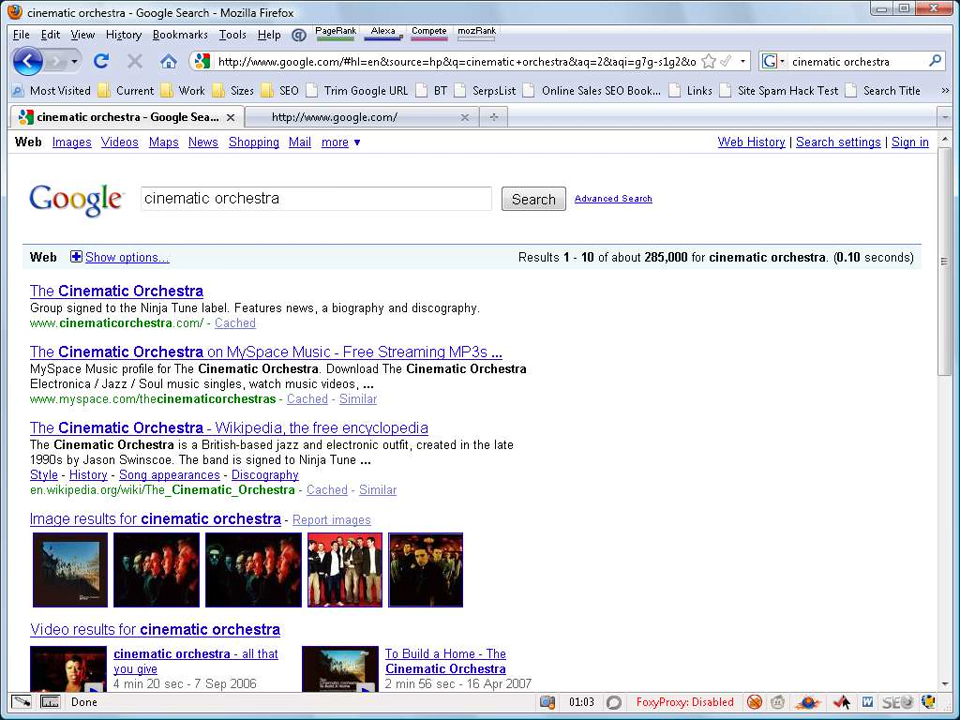 cinematic orchestra - Google Search - Mozilla Firefox
File Edit View History Bookmarks Tools Help PageRank Alexa Compete mozRank
http://www.google.com/#hl=en&source=hp&q=cinematic+orchestra&aq=2&aqi=g7g-s1g2&o cinematic orchestra
Most Visited Current Work Sizes SEO Trim Google URL BT SerpsList Online Sales SEO Book... Links Site Spam Hack Test Search Title »
cinematic orchestra - Google Sea... http://www.google.com/
Web Images Videos Maps News Shopping Mail more ▼ Web History | Search settings | Sign in
Google cinematic orchestra Search Advanced Search
Web Show options... Results 1 - 10 of about 285,000 for cinematic orchestra. (0.10 seconds)
The Cinematic Orchestra
Group signed to the Ninja Tune label. Features news, a biography and discography.
www.cinematicorchestra.com/ - Cached
The Cinematic Orchestra on MySpace Music - Free Streaming MP3s ...
MySpace Music profile for The Cinematic Orchestra. Download The Cinematic Orchestra
Electronica / Jazz / Soul music singles, watch music videos, ...
www.myspace.com/thecinematicorchestras - Cached - Similar
The Cinematic Orchestra - Wikipedia, the free encyclopedia
The Cinematic Orchestra is a British-based jazz and electronic outfit, created in the late
1990s by Jason Swinscoe. The band is signed to Ninja Tune ...
Style - History - Song appearances - Discography
en.wikipedia.org/wiki/The_Cinematic_Orchestra - Cached - Similar
Image results for cinematic orchestra - Report images
Video results for cinematic orchestra
cinematic orchestra - all that
you give
4 min 20 sec - 7 Sep 2006
To Build a Home - The
Cinematic Orchestra
2 min 56 sec - 16 Apr 2007
Done 01:03 FoxyProxy: Disabled SEO